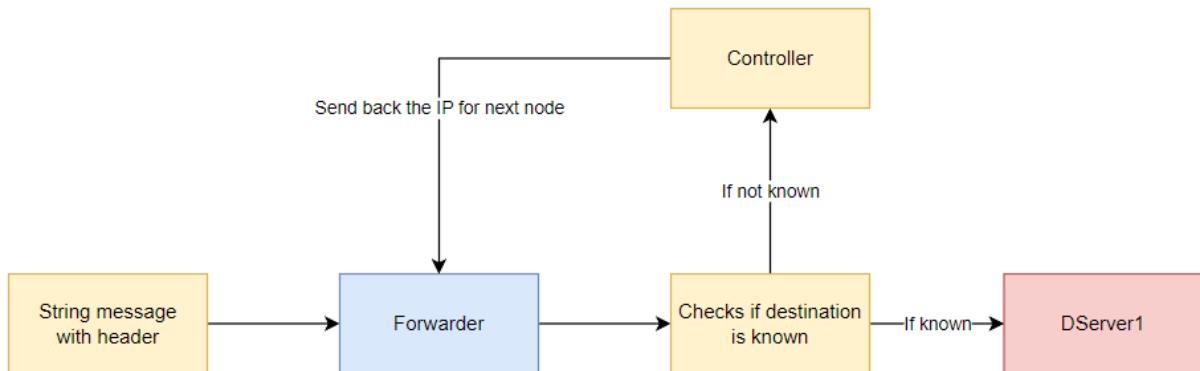 Controller
Send back the IP for next node
If not known
String message
with header
Forwarder
Checks if destination
is known
If known
DServer1